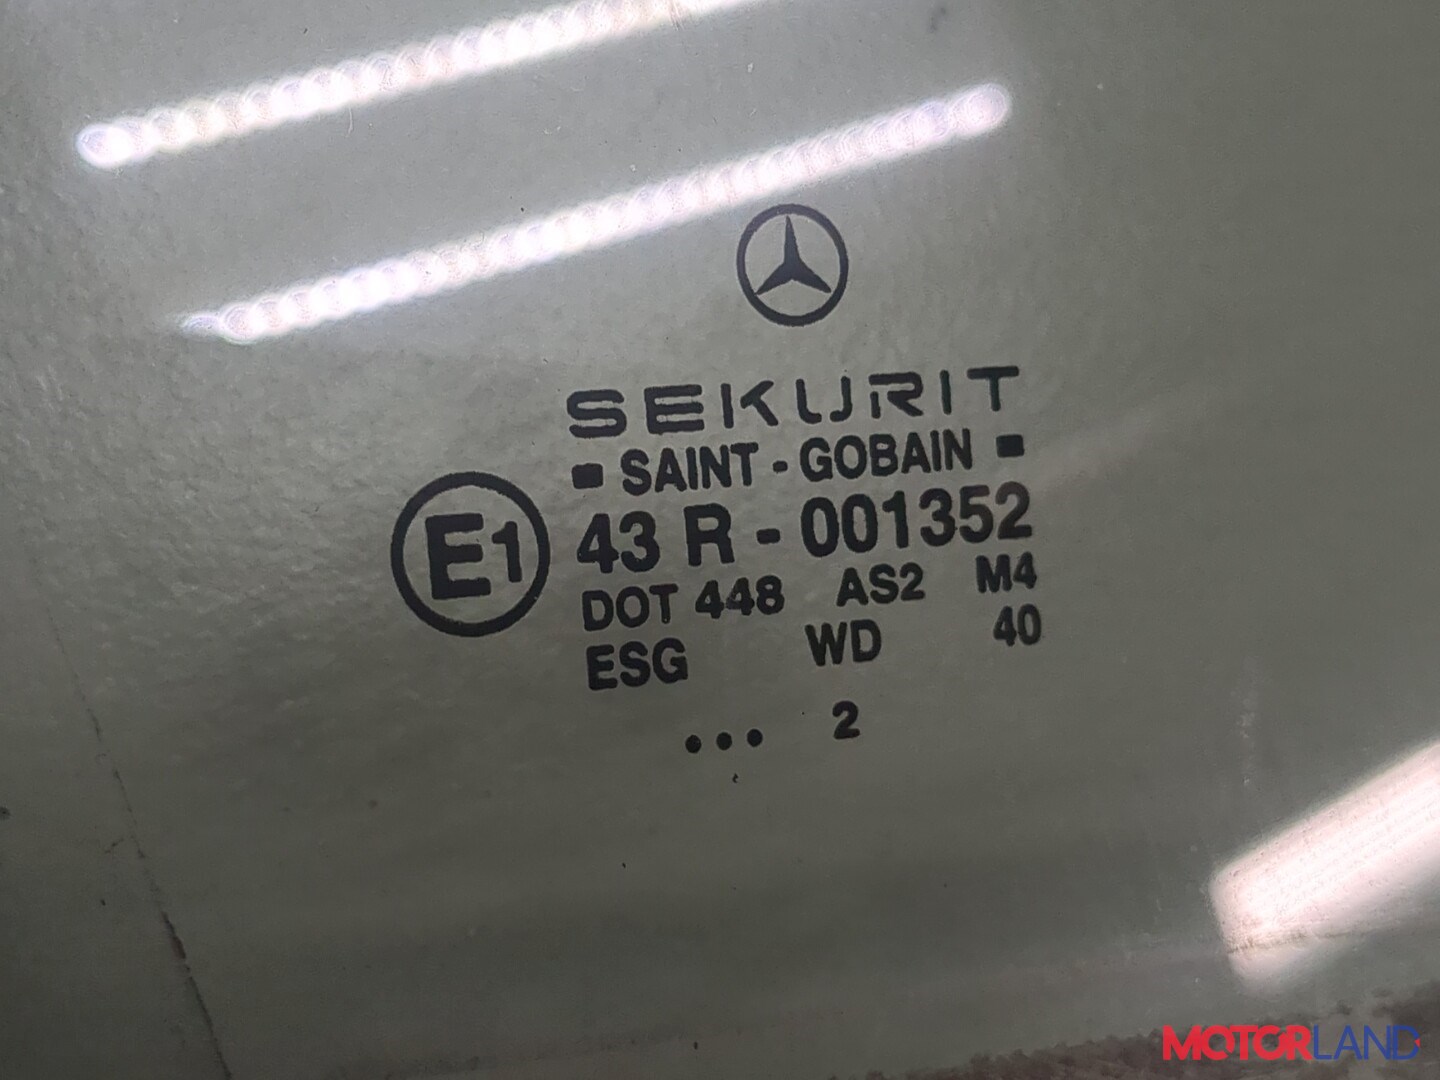 SEKURIT
▪ SAINT-GOBAIN ▪
E1 43 R - 001352
DOT 448 AS2 M4
ESG WD 40
... 2
MOTORLAND